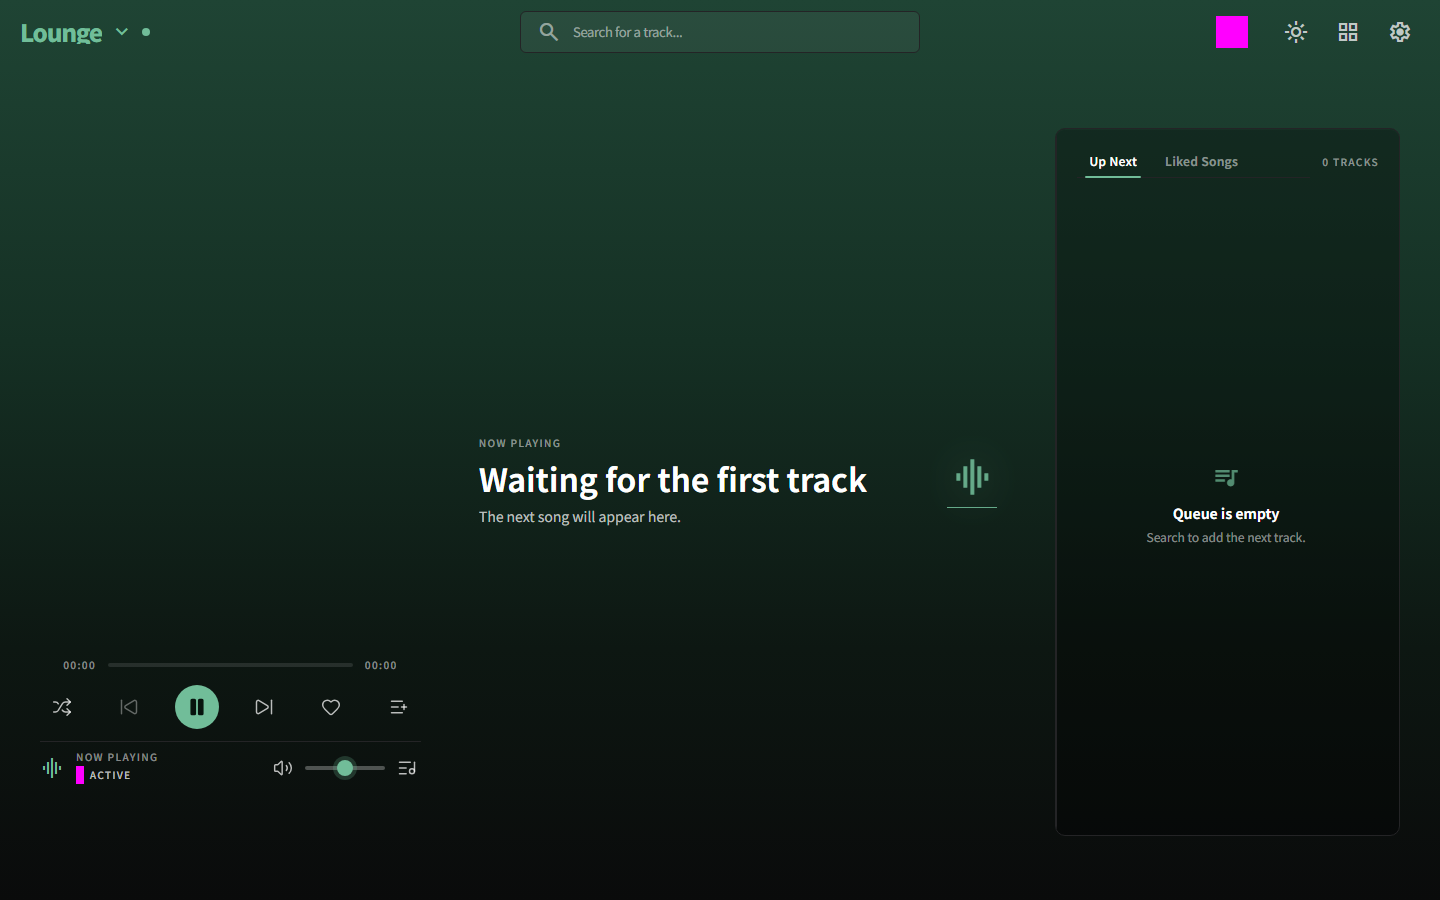 Lounge
Search for a track...
Up Next
Liked Songs
0 TRACKS
NOW PLAYING
Waiting for the first track
The next song will appear here.
Queue is empty
Search to add the next track.
00:00
00:00
NOW PLAYING
ACTIVE